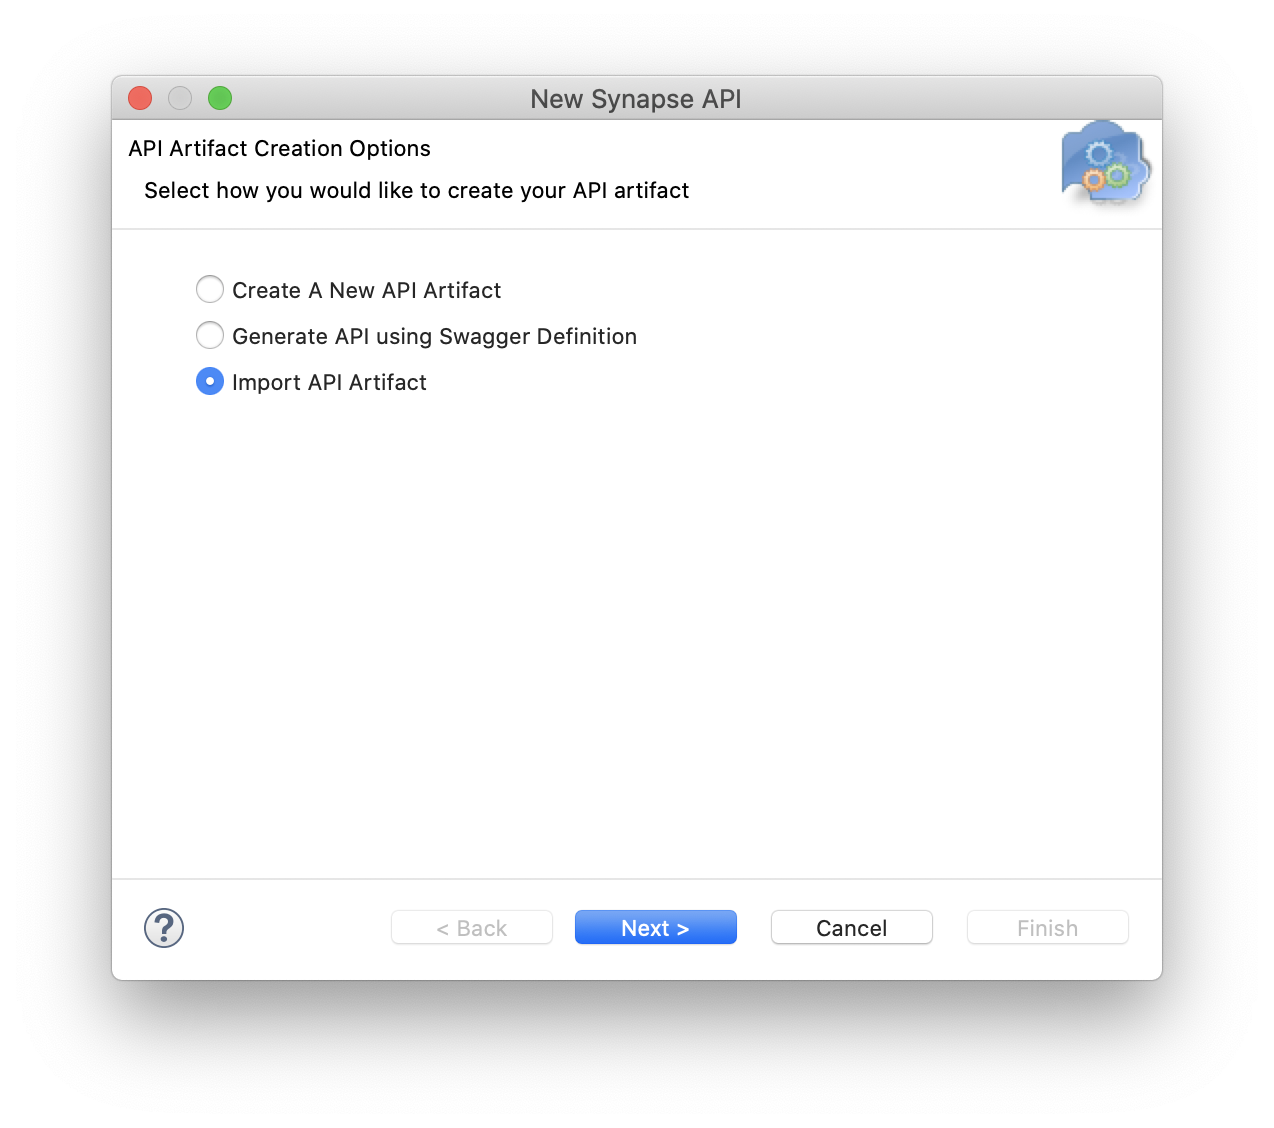 New Synapse API
API Artifact Creation Options
Select how you would like to create your API artifact
Create A New API Artifact
Generate API using Swagger Definition
Import API Artifact
?
< Back
Next >
Cancel
Finish